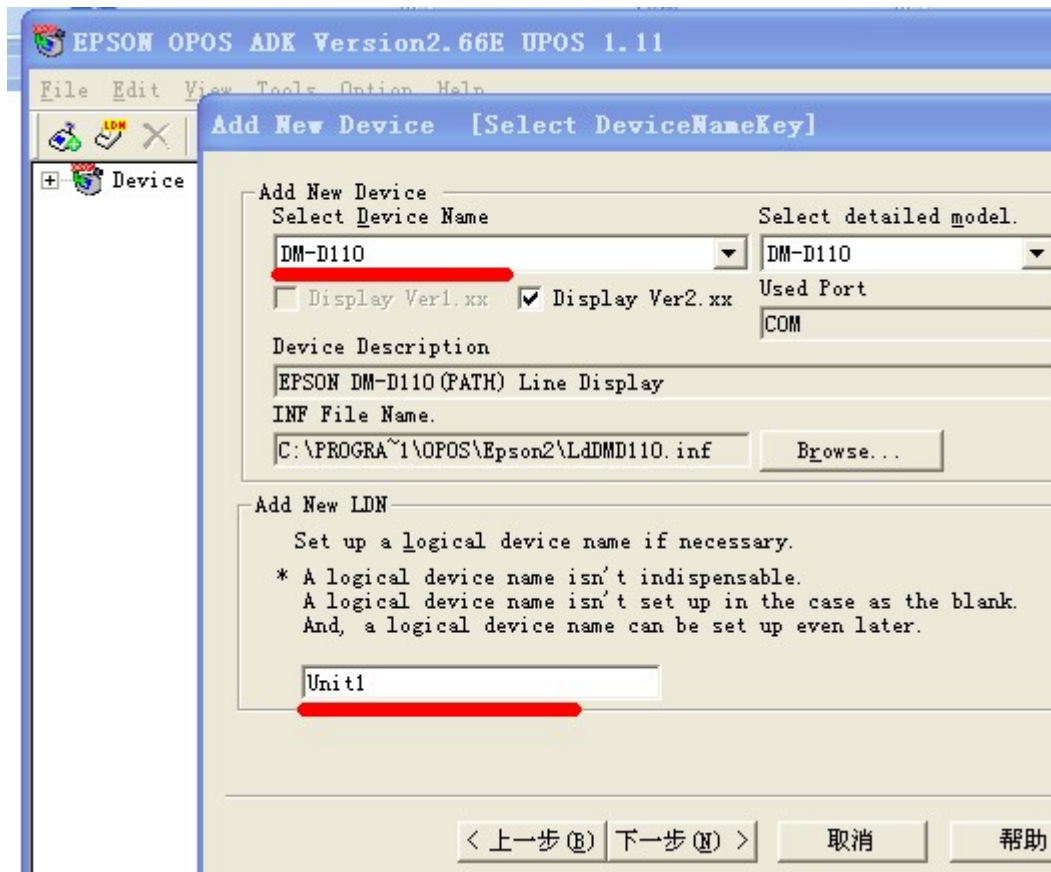 EPSON OPOS ADK Version2.66E UPOS 1.11
File Edit View Tools Option Help
Add New Device [Select DeviceNameKey]
LDN
Device
Add New Device
Select Device Name
Select detailed model.
DM-D110
DM-D110
Display Ver1.xx
Display Ver2.xx
Used Port
COM
Device Description
EPSON DM-D110(PATH) Line Display
INF File Name.
C:\PROGRA~1\OPOS\Epson2\LdDMD110.inf
Browse...
Add New LDN
Set up a logical device name if necessary.
* A logical device name isn't indispensable.
A logical device name isn't set up in the case as the blank.
And, a logical device name can be set up even later.
Unit1
< 上一步(B)
下一步(N) >
取消
帮助